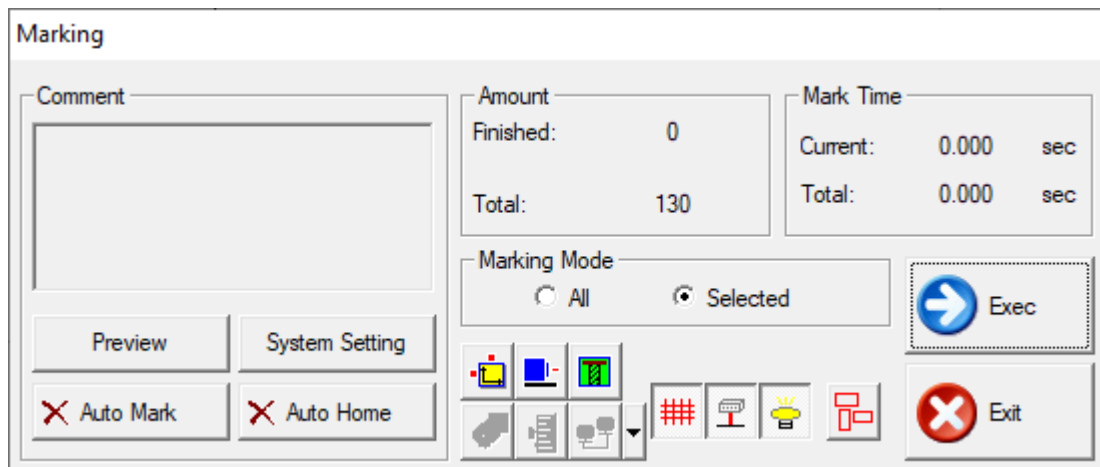 Marking
Comment
Preview
System Setting
Auto Mark
Auto Home
Amount
Finished: 0
Total: 130
Mark Time
Current: 0.000 sec
Total: 0.000 sec
Marking Mode
All
Selected
Exec
Exit